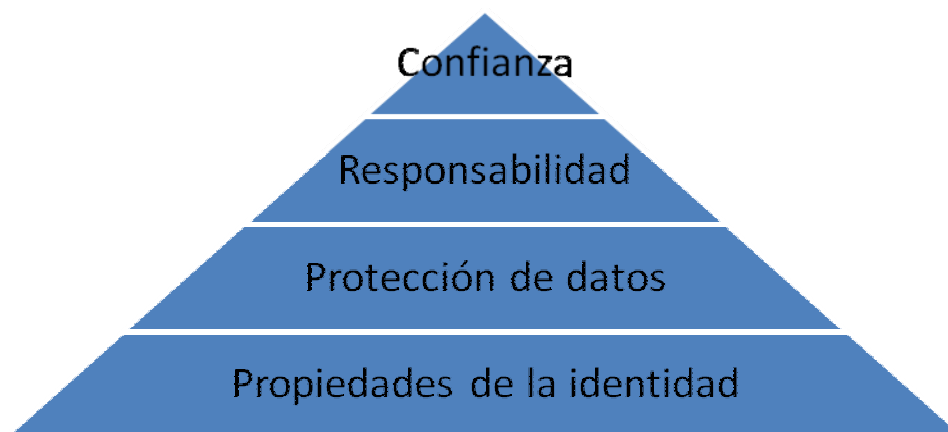 Confianza
Responsabilidad
Protección de datos
Propiedades de la identidad